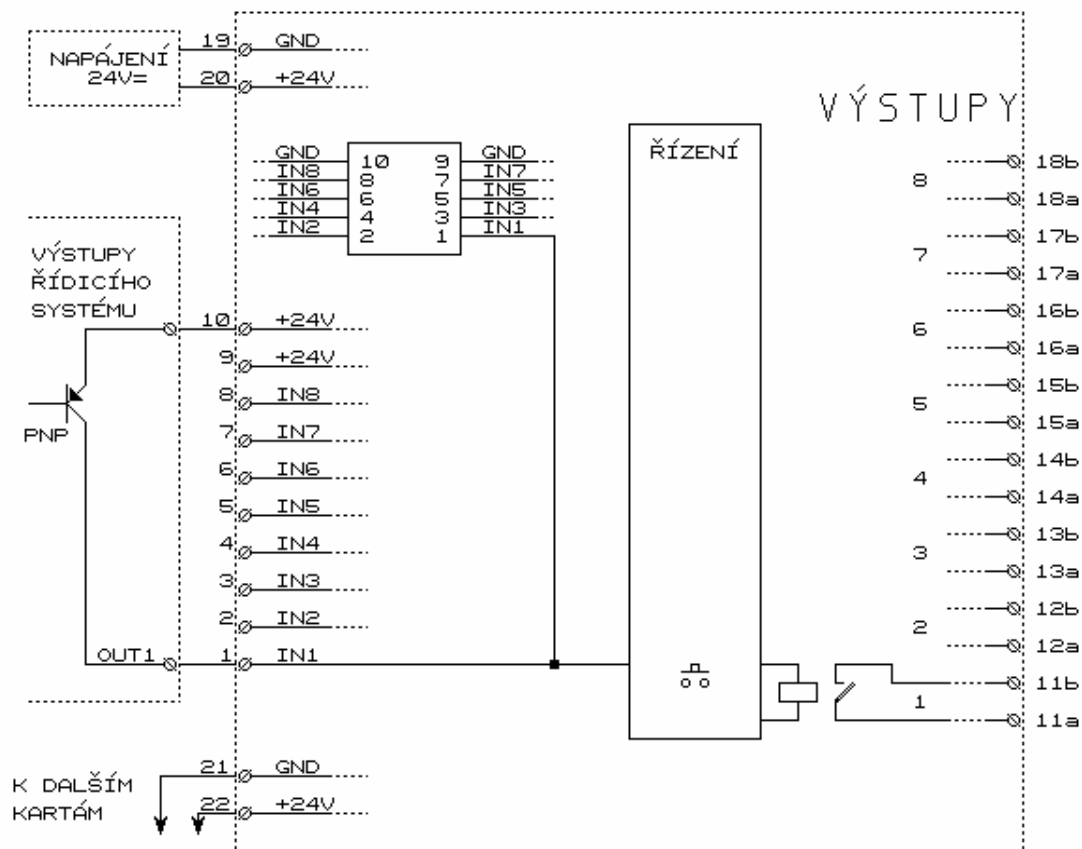 19 GND
NAPÁJENÍ
24V=
20 +24V
VÝSTUPY
ŘÍZENÍ
GND 10 9 GND
IN8 8 7 IN7
IN6 6 5 IN5
IN4 4 3 IN3
IN2 2 1 IN1
VÝSTUPY
ŘÍDICÍHO
SYSTÉMU
10 +24V
9 +24V
8 IN8
PNP
7 IN7
6 IN6
5 IN5
4 IN4
3 IN3
2 IN2
OUT1 1 IN1
18b
8
18a
17b
7
17a
16b
6
16a
15b
5
15a
14b
4
14a
13b
3
13a
12b
2
12a
11b
1
11a
21 GND
K DALŠÍM
KARTÁM
22 +24V